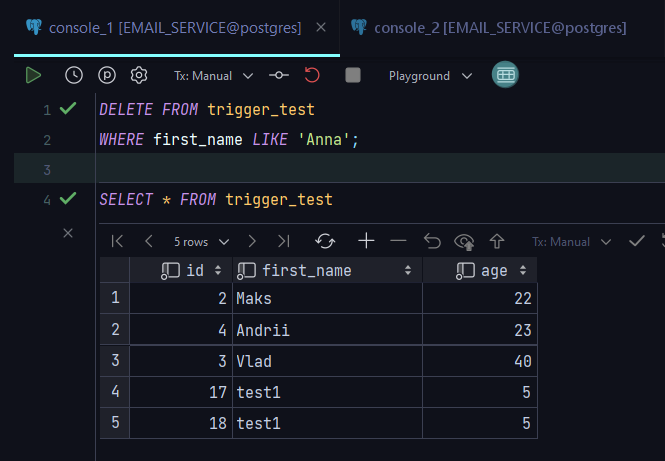 console_1 [EMAIL_SERVICE@postgres] console_2 [EMAIL_SERVICE@postgres]
Tx: Manual Playground
1 DELETE FROM trigger_test
2 WHERE first_name LIKE 'Anna';
3
4 SELECT * FROM trigger_test
5 rows Tx: Manual
id first_name age
1 2 Maks 22
2 4 Andrii 23
3 3 Vlad 40
4 17 test1 5
5 18 test1 5